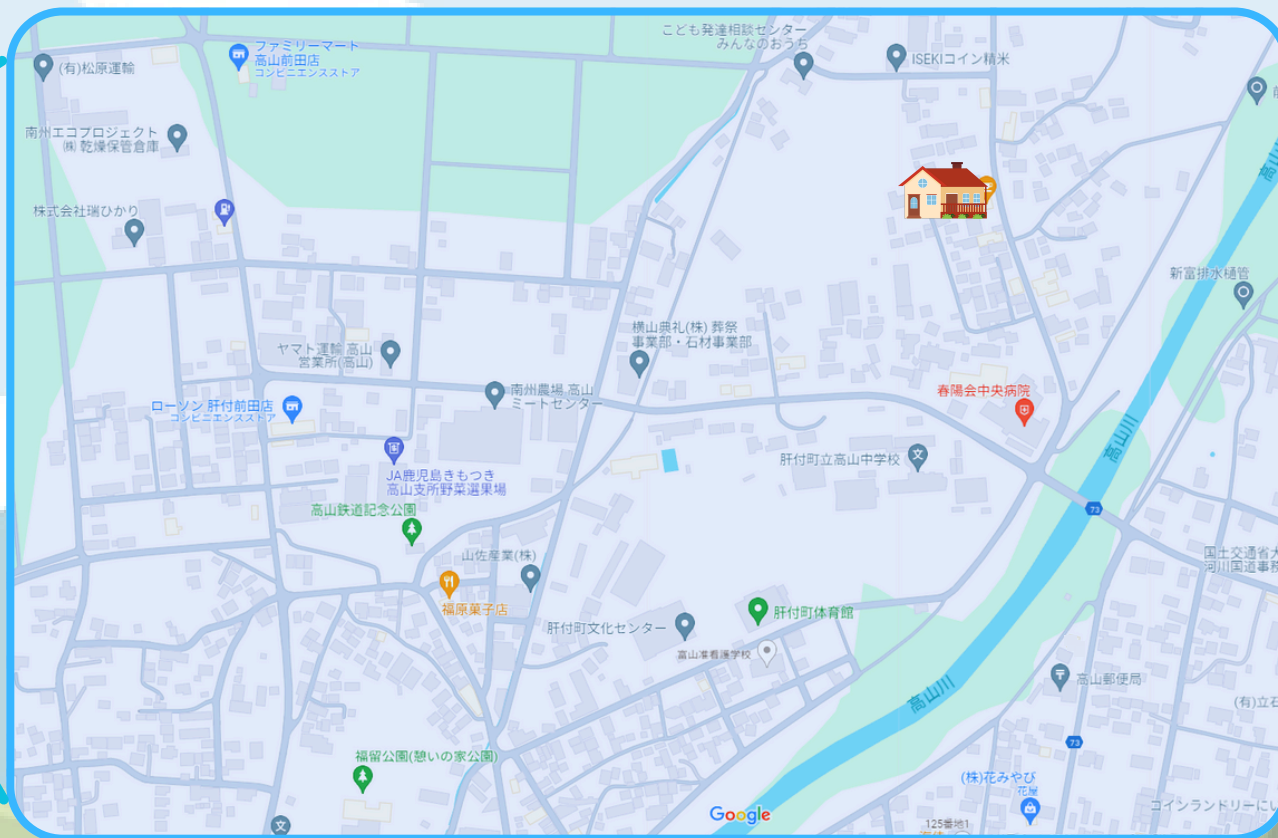 こども発達相談センター
みんなのおうち
ファミリーマート
高山前田店
コンビニエンスストア
(有)松原運輸
ISEKIコイン精米
南州エコプロジェクト
㈱ 乾燥保管倉庫
高山川
株式会社瑞ひかり
新富排水樋管
横山典礼(株) 葬祭
事業部・石材事業部
ヤマト運輸 高山
営業所(高山)
南州農場 高山
ミートセンター
春陽会中央病院
ローソン 肝付前田店
コンビニエンスストア
高山川
肝付町立高山中学校
文
JA鹿児島きもつき
高山支所野菜選果場
高山鉄道記念公園
73
山佐産業(株)
国土交通省大
河川国道事務
福原菓子店
肝付町体育館
肝付町文化センター
富山准看護学校
高山郵便局
高山川
(有)立石
73
福留公園(憩いの家公園)
(株)花みやび
花屋
コインランドリーにい
Google
125番地1
文